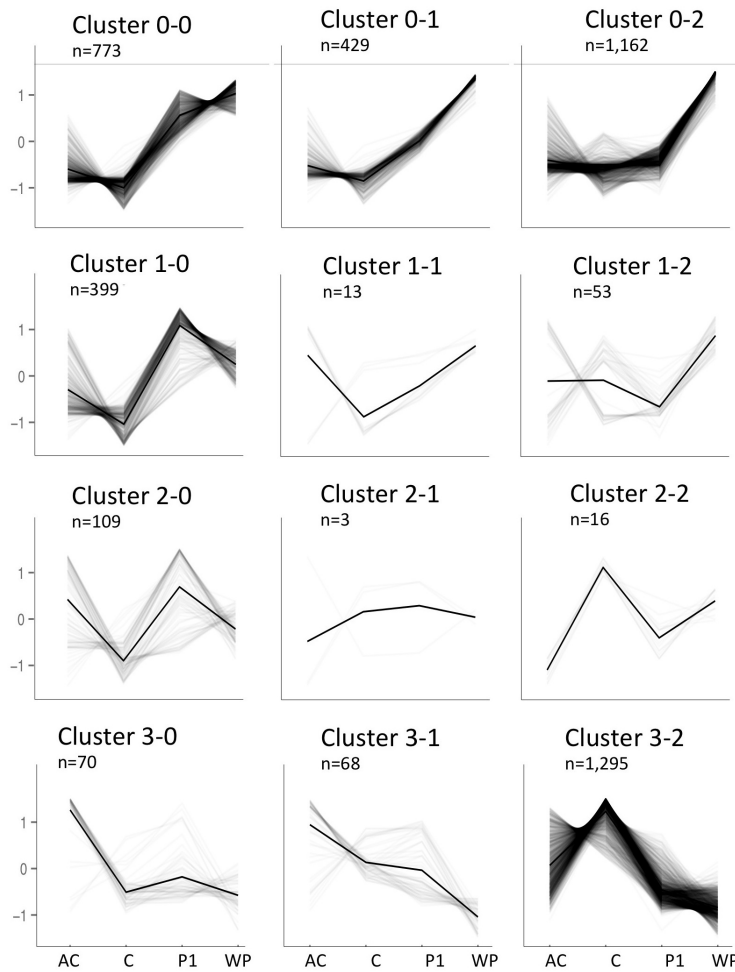 Cluster 0-0 Cluster 0-1 Cluster 0-2
n=773 n=429 n=1,162
1
0
−1
Cluster 1-0 Cluster 1-1 Cluster 1-2
n=399 n=13 n=53
1
0
−1
Cluster 2-0 Cluster 2-1 Cluster 2-2
n=109 n=3 n=16
1
0
−1
Cluster 3-0 Cluster 3-1 Cluster 3-2
n=70 n=68 n=1,295
1
0
−1
AC C P1 WP AC C P1 WP AC C P1 WP